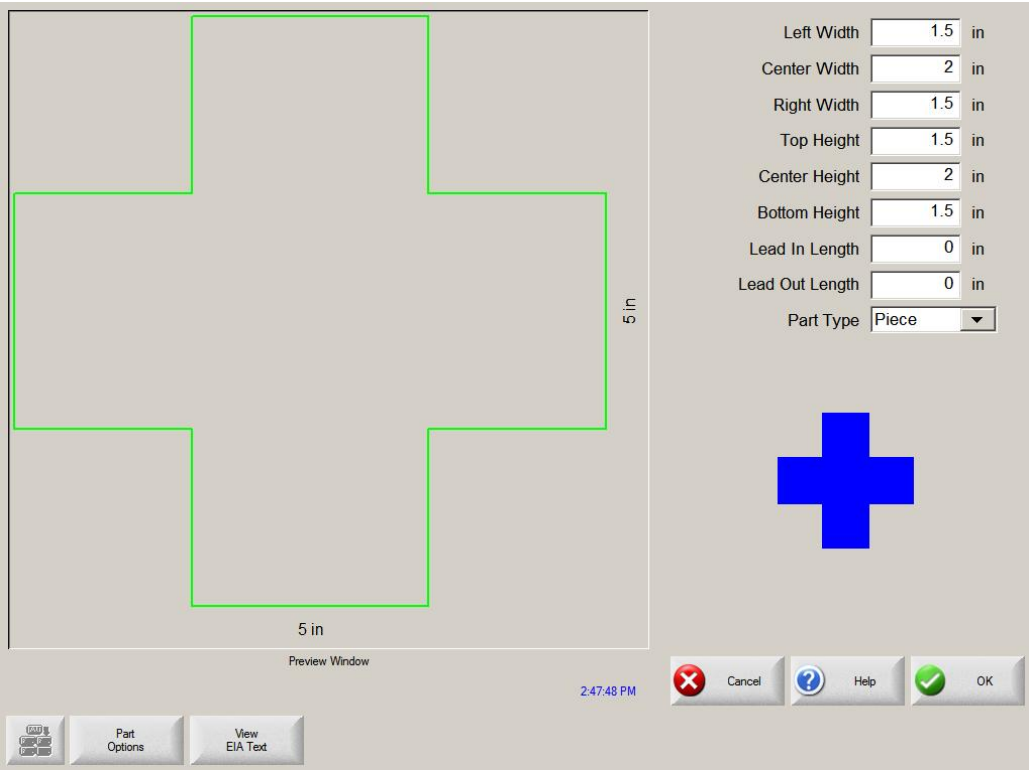 Left Width 1.5 in
Center Width 2 in
Right Width 1.5 in
Top Height 1.5 in
Center Height 2 in
Bottom Height 1.5 in
Lead In Length 0 in
Lead Out Length 0 in
Part Type Piece
5 in
5 in
Preview Window
2:47:48 PM
Cancel
Help
OK
Part
Options
View
EIA Text